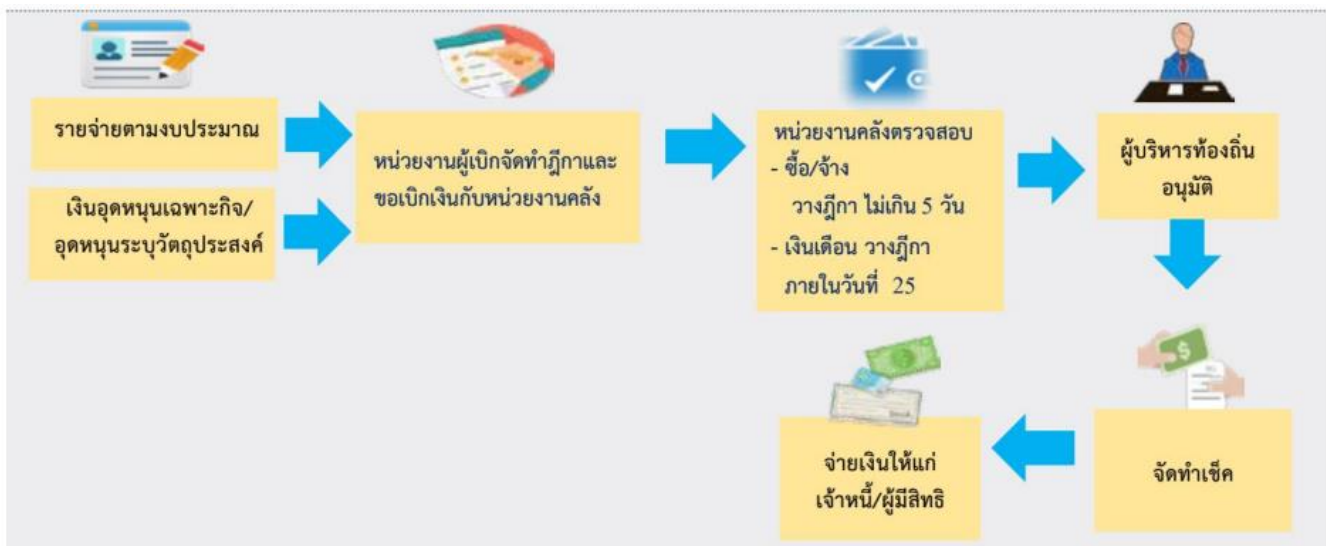 รายจ่ายตามงบประมาณ
เงินอุดหนุนเฉพาะกิจ/
อุดหนุนระบุวัตถุประสงค์
หน่วยงานผู้เบิกจัดทำฎีกาและ
ขอเบิกเงินกับหน่วยงานคลัง
หน่วยงานคลังตรวจสอบ
- ซื้อ/จ้าง
วางฎีกา ไม่เกิน 5 วัน
- เงินเดือน วางฎีกา
ภายในวันที่ 25
ผู้บริหารท้องถิ่น
อนุมัติ
จัดทำเช็ค
จ่ายเงินให้แก่
เจ้าหนี้/ผู้มีสิทธิ